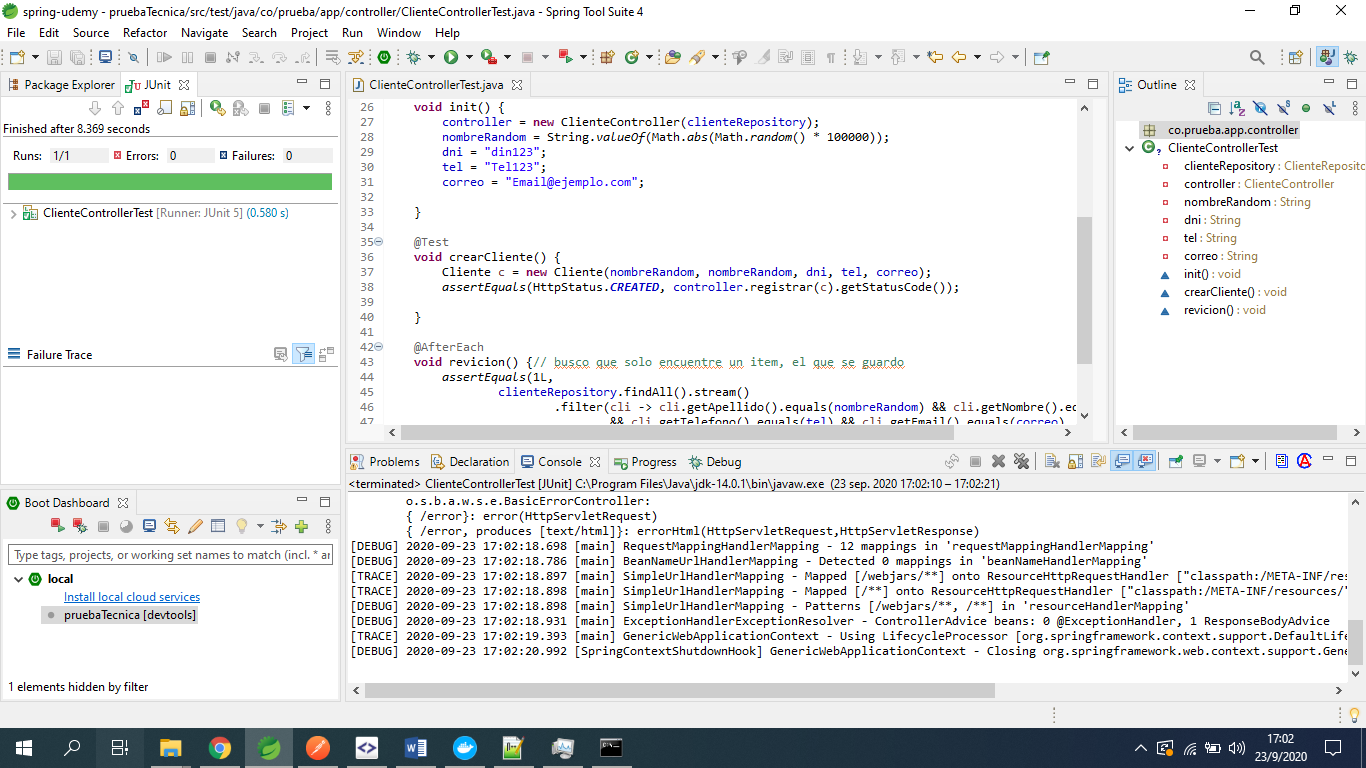 spring-udemy - pruebaTecnica/src/test/java/co/prueba/app/controller/ClienteControllerTest.java - Spring Tool Suite 4
File Edit Source Refactor Navigate Search Project Run Window Help
Package Explorer JUnit
Finished after 8.369 seconds
Runs: 1/1 Errors: 0 Failures: 0
ClienteControllerTest [Runner: JUnit 5] (0.580 s)
Failure Trace
Boot Dashboard
Type tags, projects, or working set names to match (incl. * ar
local
Install local cloud services
pruebaTecnica [devtools]
1 elements hidden by filter
ClienteControllerTest.java
26 void init() {
27 controller = new ClienteController(clienteRepository);
28 nombreRandom = String.valueOf(Math.abs(Math.random() * 100000));
29 dni = "din123";
30 tel = "Tel123";
31 correo = "Email@ejemplo.com";
32
33 }
34
35 @Test
36 void crearCliente() {
37 Cliente c = new Cliente(nombreRandom, nombreRandom, dni, tel, correo);
38 assertEquals(HttpStatus.CREATED, controller.registrar(c).getStatusCode());
39
40 }
41
42 @AfterEach
43 void revicion() {// busco que solo encuentre un item, el que se guardo
44 assertEquals(1L,
45 clienteRepository.findAll().stream()
46 .filter(cli -> cli.getApellido().equals(nombreRandom) && cli.getNombre().eq
47 && cli.getTelefono().equals(tel) && cli.getEmail().equals(correo)
Outline
co.prueba.app.controller
ClienteControllerTest
clienteRepository : ClienteReposito
controller : ClienteController
nombreRandom : String
dni : String
tel : String
correo : String
init() : void
crearCliente() : void
revicion() : void
Problems Declaration Console Progress Debug
<terminated> ClienteControllerTest [JUnit] C:\Program Files\Java\jdk-14.0.1\bin\javaw.exe (23 sep. 2020 17:02:10 – 17:02:21)
o.s.b.a.w.s.e.BasicErrorController:
{ /error}: error(HttpServletRequest)
{ /error, produces [text/html]}: errorHtml(HttpServletRequest,HttpServletResponse)
[DEBUG] 2020-09-23 17:02:18.698 [main] RequestMappingHandlerMapping - 12 mappings in 'requestMappingHandlerMapping'
[DEBUG] 2020-09-23 17:02:18.786 [main] BeanNameUrlHandlerMapping - Detected 0 mappings in 'beanNameHandlerMapping'
[TRACE] 2020-09-23 17:02:18.897 [main] SimpleUrlHandlerMapping - Mapped [/webjars/**] onto ResourceHttpRequestHandler ["classpath:/META-INF/res
[TRACE] 2020-09-23 17:02:18.898 [main] SimpleUrlHandlerMapping - Mapped [/**] onto ResourceHttpRequestHandler ["classpath:/META-INF/resources/"
[DEBUG] 2020-09-23 17:02:18.898 [main] SimpleUrlHandlerMapping - Patterns [/webjars/**, /**] in 'resourceHandlerMapping'
[DEBUG] 2020-09-23 17:02:18.931 [main] ExceptionHandlerExceptionResolver - ControllerAdvice beans: 0 @ExceptionHandler, 1 ResponseBodyAdvice
[TRACE] 2020-09-23 17:02:19.393 [main] GenericWebApplicationContext - Using LifecycleProcessor [org.springframework.context.support.DefaultLife
[DEBUG] 2020-09-23 17:02:20.992 [SpringContextShutdownHook] GenericWebApplicationContext - Closing org.springframework.web.context.support.Gene
17:02
23/9/2020